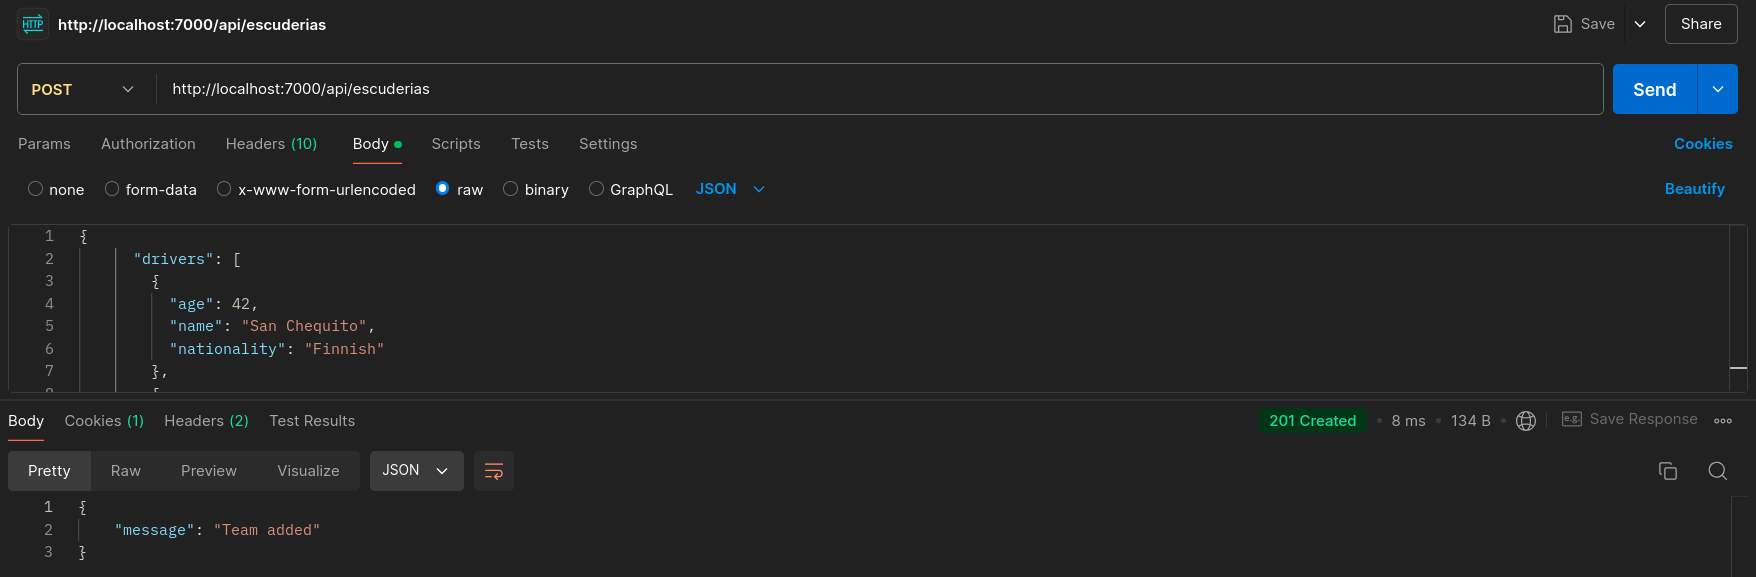 HTTP http://localhost:7000/api/escuderias Save Share
POST http://localhost:7000/api/escuderias Send
Params Authorization Headers (10) Body Scripts Tests Settings Cookies
none form-data x-www-form-urlencoded raw binary GraphQL JSON Beautify
1 {
2 "drivers": [
3 {
4 "age": 42,
5 "name": "San Chequito",
6 "nationality": "Finnish"
7 },
Body Cookies (1) Headers (2) Test Results 201 Created • 8 ms • 134 B • e.g. Save Response
Pretty Raw Preview Visualize JSON
1 {
2 "message": "Team added"
3 }